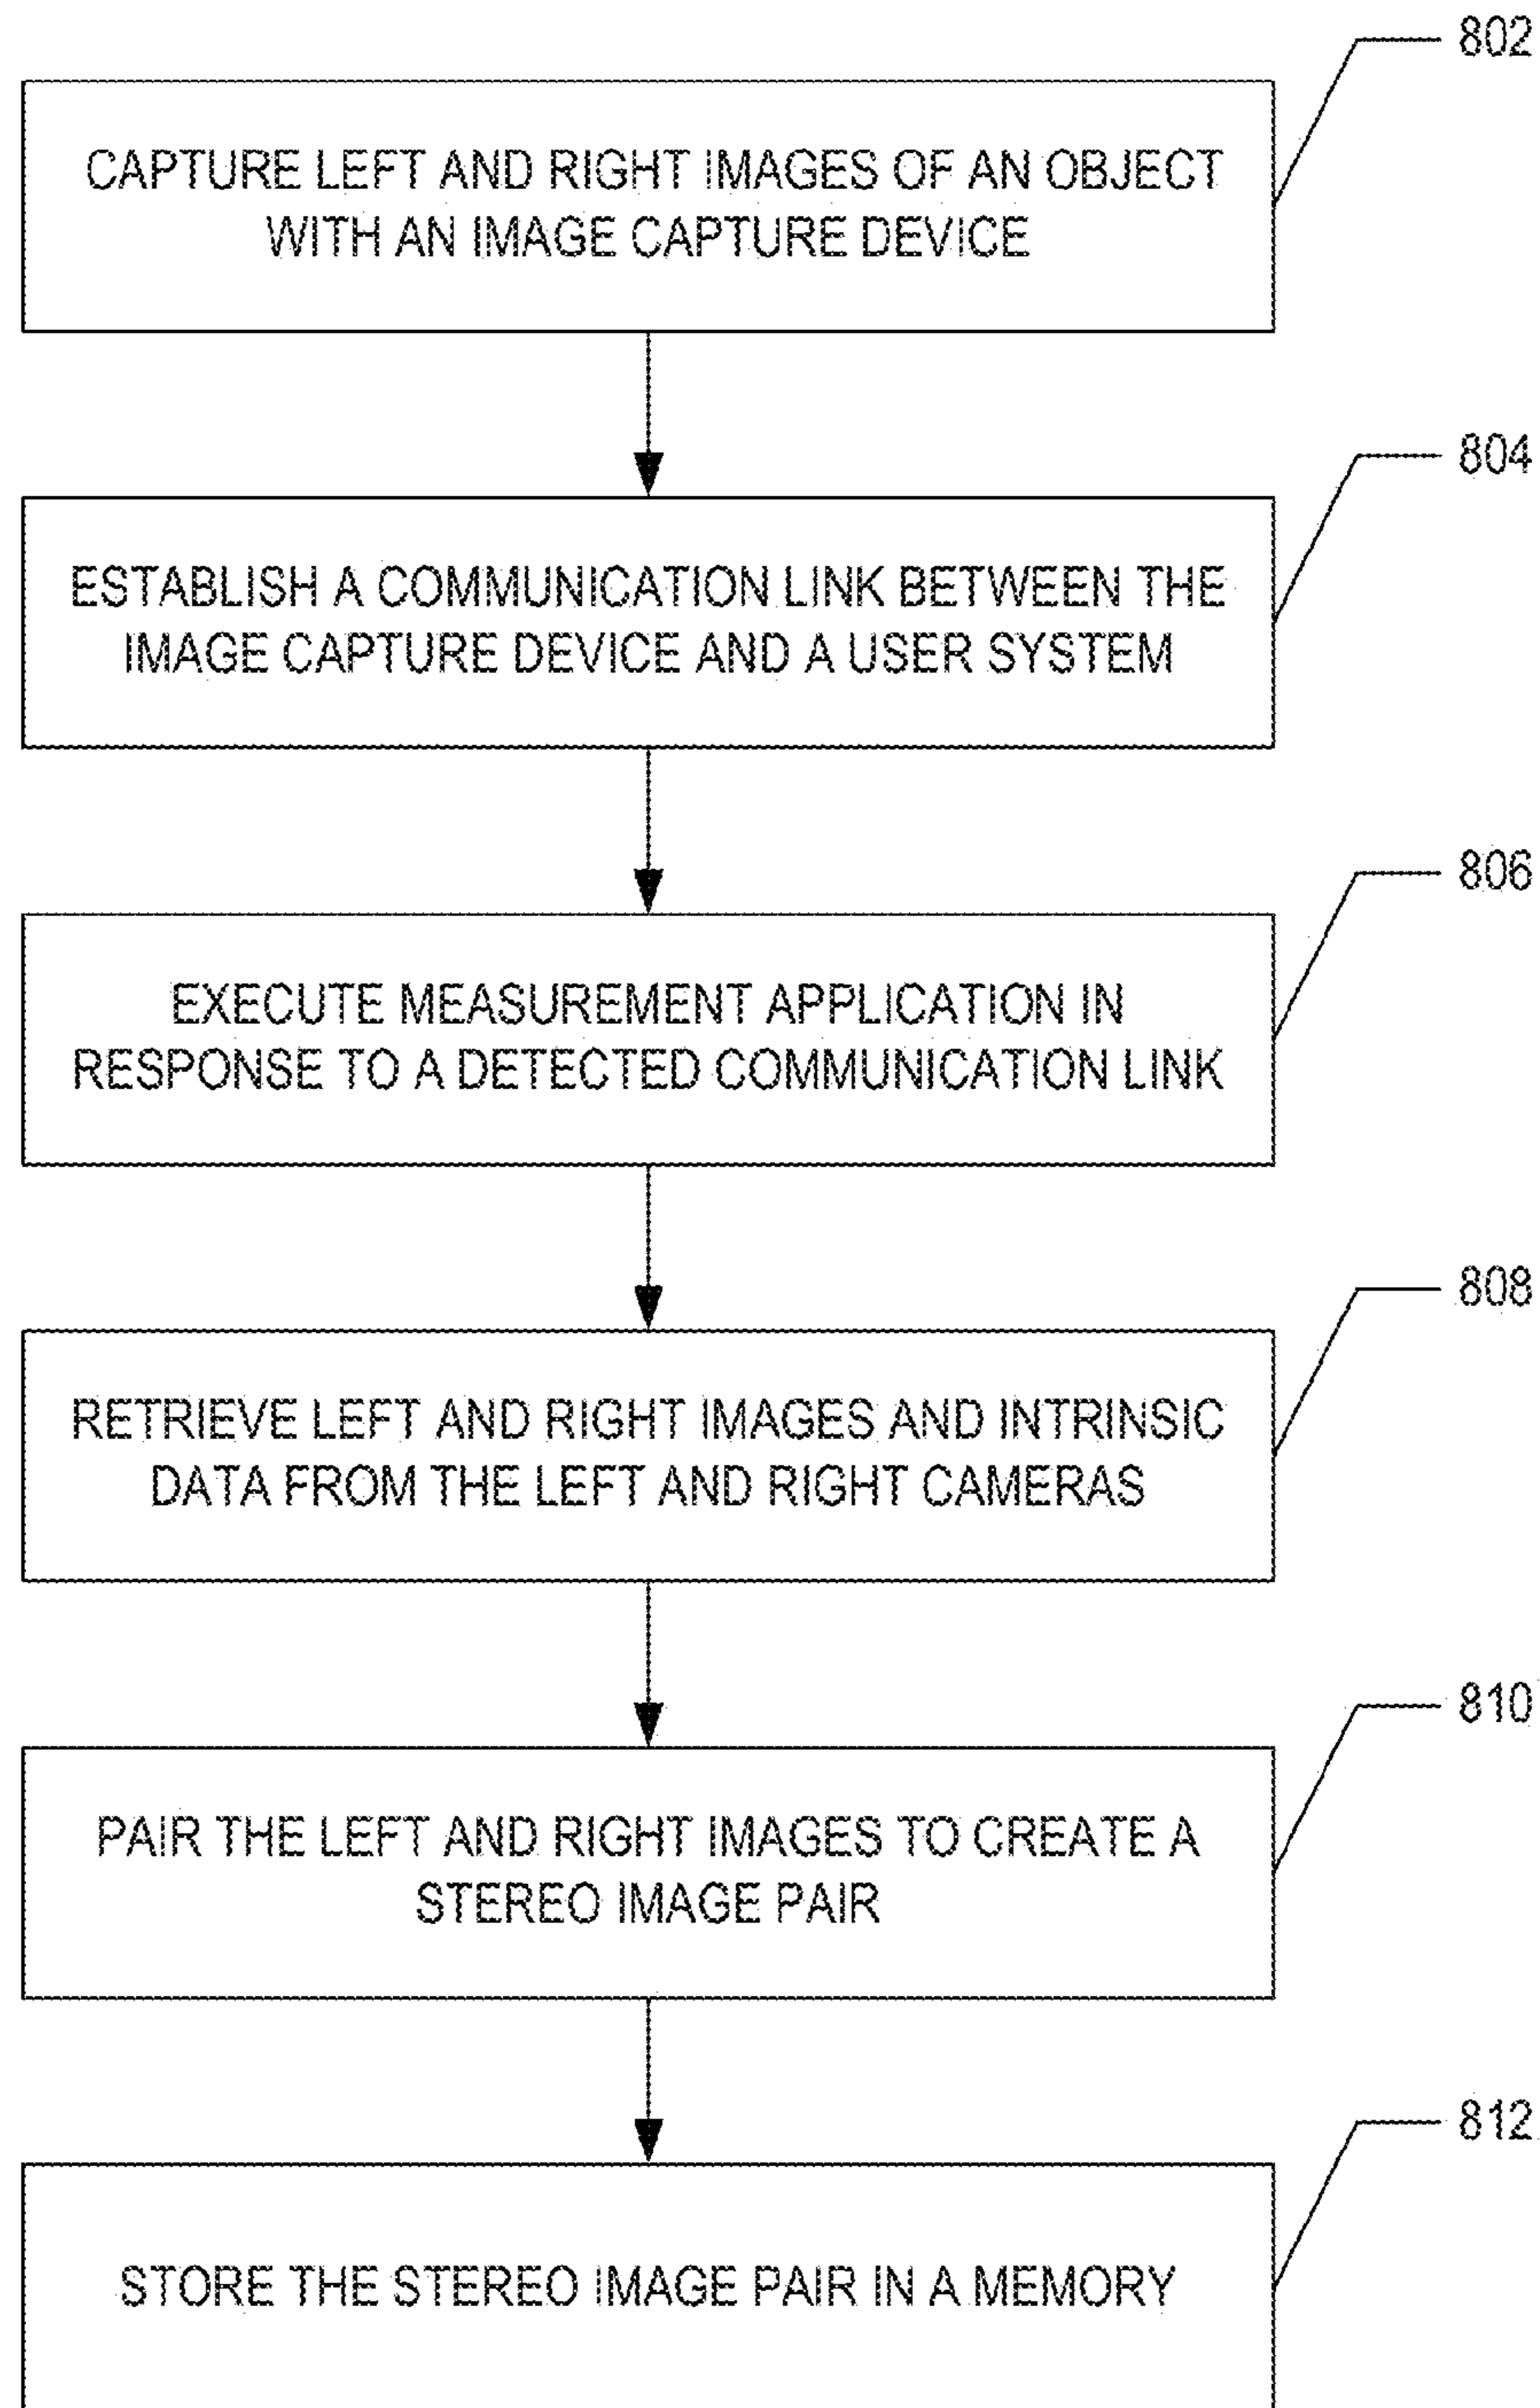 802
CAPTURE LEFT AND RIGHT IMAGES OF AN OBJECT
WITH AN IMAGE CAPTURE DEVICE
804
ESTABLISH A COMMUNICATION LINK BETWEEN THE
IMAGE CAPTURE DEVICE AND A USER SYSTEM
806
EXECUTE MEASUREMENT APPLICATION IN
RESPONSE TO A DETECTED COMMUNICATION LINK
808
RETRIEVE LEFT AND RIGHT IMAGES AND INTRINSIC
DATA FROM THE LEFT AND RIGHT CAMERAS
810
PAIR THE LEFT AND RIGHT IMAGES TO CREATE A
STEREO IMAGE PAIR
812
STORE THE STEREO IMAGE PAIR IN A MEMORY